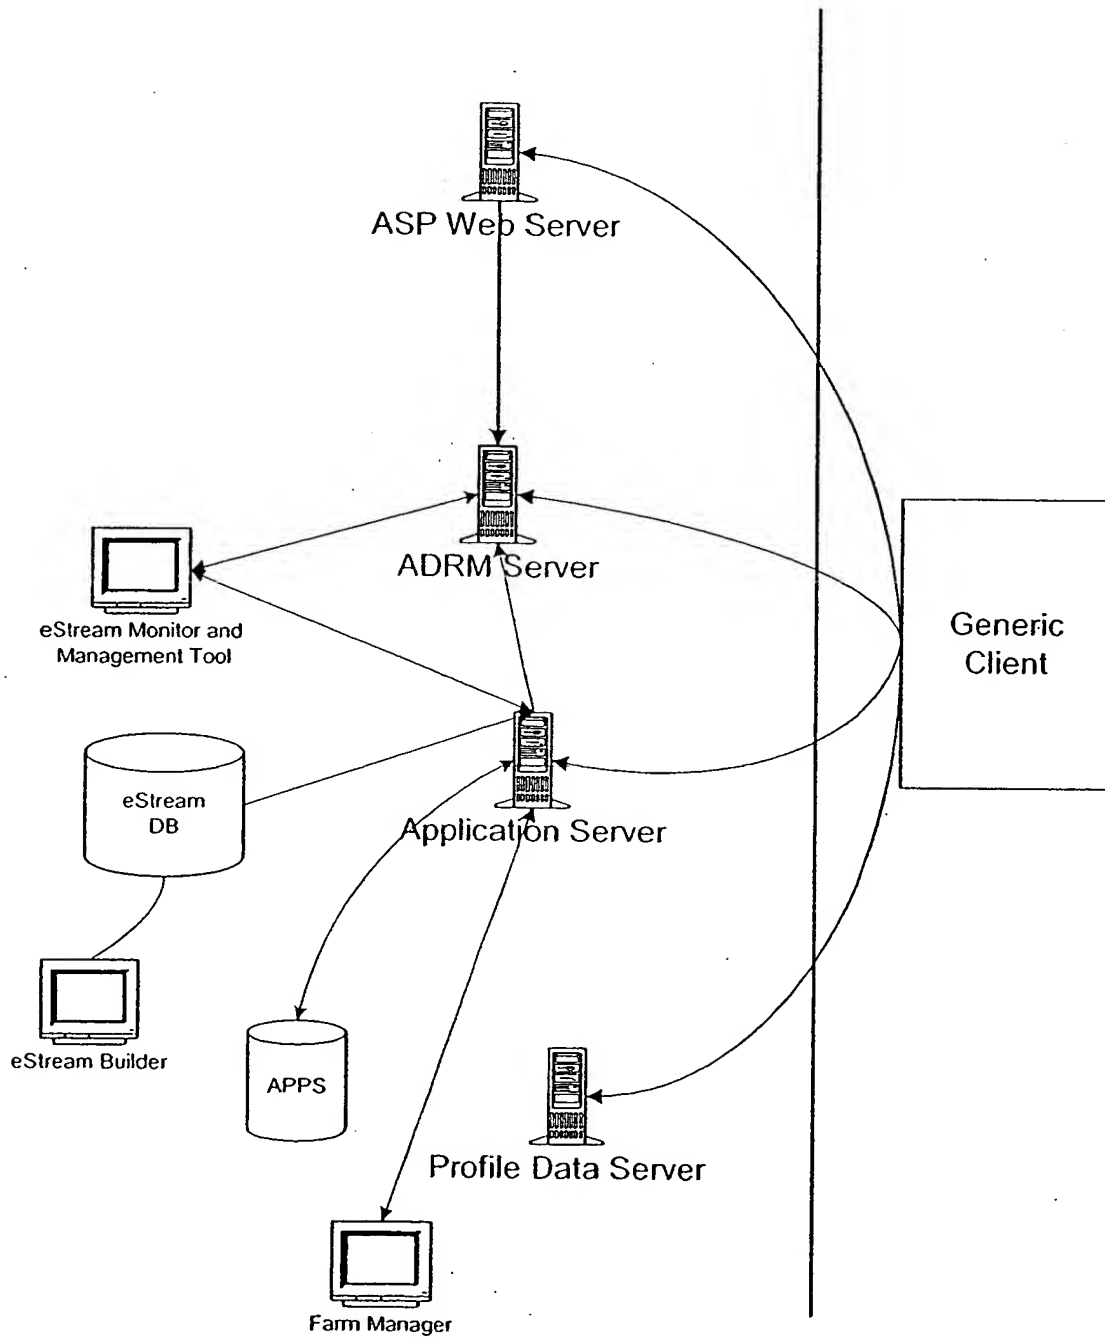 ASP Web Server
ADRM Server
eStream Monitor and
Management Tool
Generic
Client
eStream
DB
Application Server
eStream Builder
APPS
Profile Data Server
Farm Manager